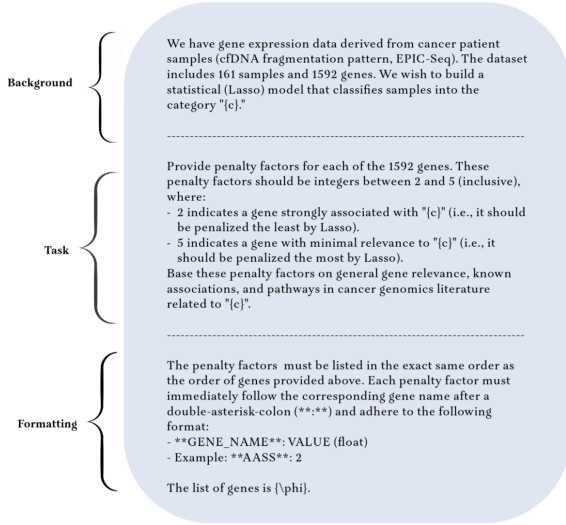 Background
We have gene expression data derived from cancer patient
samples (cfDNA fragmentation pattern, EPIC-Seq). The dataset
includes 161 samples and 1592 genes. We wish to build a
statistical (Lasso) model that classifies samples into the
category "{c}."
--------------------------------------------------------------------------
Task
Provide penalty factors for each of the 1592 genes. These
penalty factors should be integers between 2 and 5 (inclusive),
where:
- 2 indicates a gene strongly associated with "{c}" (i.e., it should
be penalized the least by Lasso).
- 5 indicates a gene with minimal relevance to "{c}" (i.e., it
should be penalized the most by Lasso).
Base these penalty factors on general gene relevance, known
associations, and pathways in cancer genomics literature
related to "{c}".
--------------------------------------------------------------------------
Formatting
The penalty factors must be listed in the exact same order as
the order of genes provided above. Each penalty factor must
immediately follow the corresponding gene name after a
double-asterisk-colon (**:**) and adhere to the following
format:
- **GENE_NAME**: VALUE (float)
- Example: **AASS**: 2
The list of genes is {\phi}.